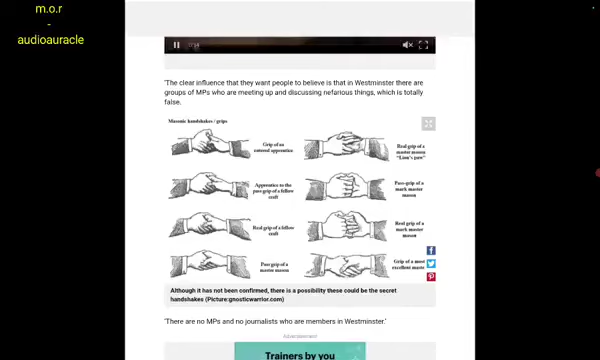 m.o.r
-
audioauracle
'The clear influence that they want people to believe is that in Westminster there are
groups of MPs who are meeting up and discussing nefarious things, which is totally
false.
Masonic handshakes / grips
Grip of an
entered apprentice
Real grip of a
master mason
"Lion's paw"
Apprentice to the
pass grip of a fellow
craft
Pass-grip of a
mark master
mason
Real grip of a fellow
craft
Real grip of a
mark master
mason
Pass grip of a
master mason
Grip of a most
excellent master
Although it has not been confirmed, there is a possibility these could be the secret
handshakes (Picture:gnosticwarrior.com)
'There are no MPs and no journalists who are members in Westminster.'
Advertisement
Trainers by you